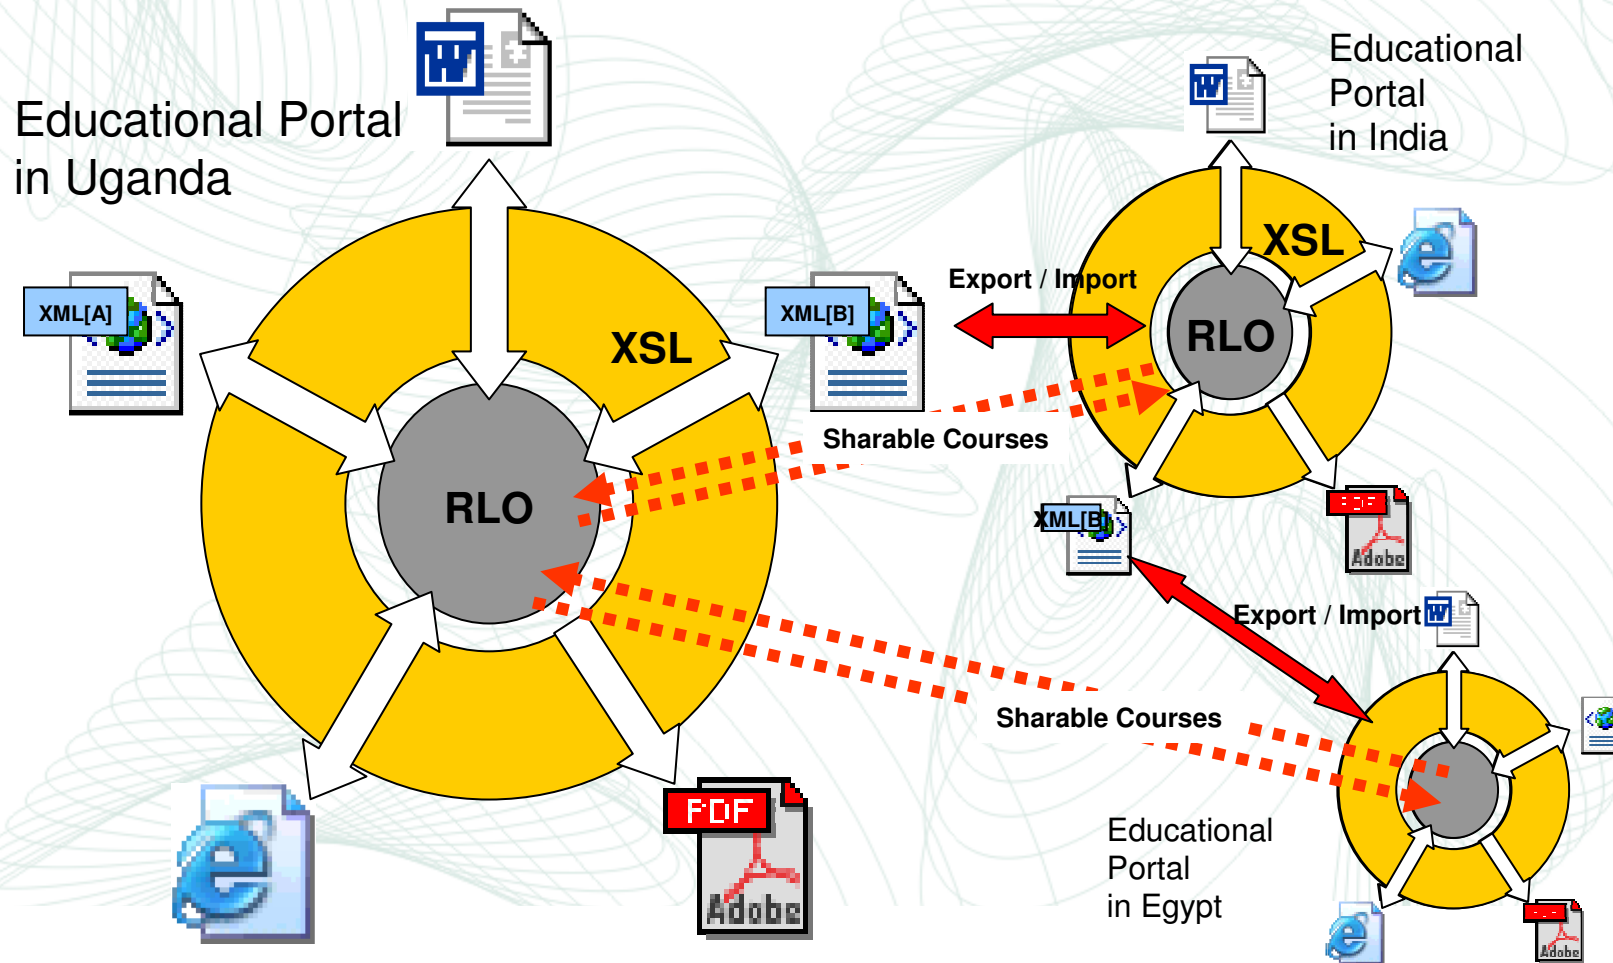 Educational Portal
in Uganda
W
XML[A]
XSL
RLO
PDF
Adobe
XML[B]
Export / Import
Sharable Courses
Educational
Portal
in India
W
XSL
RLO
XML[B]
PDF
Adobe
Export / Import
W
Sharable Courses
Educational
Portal
in Egypt
Adobe